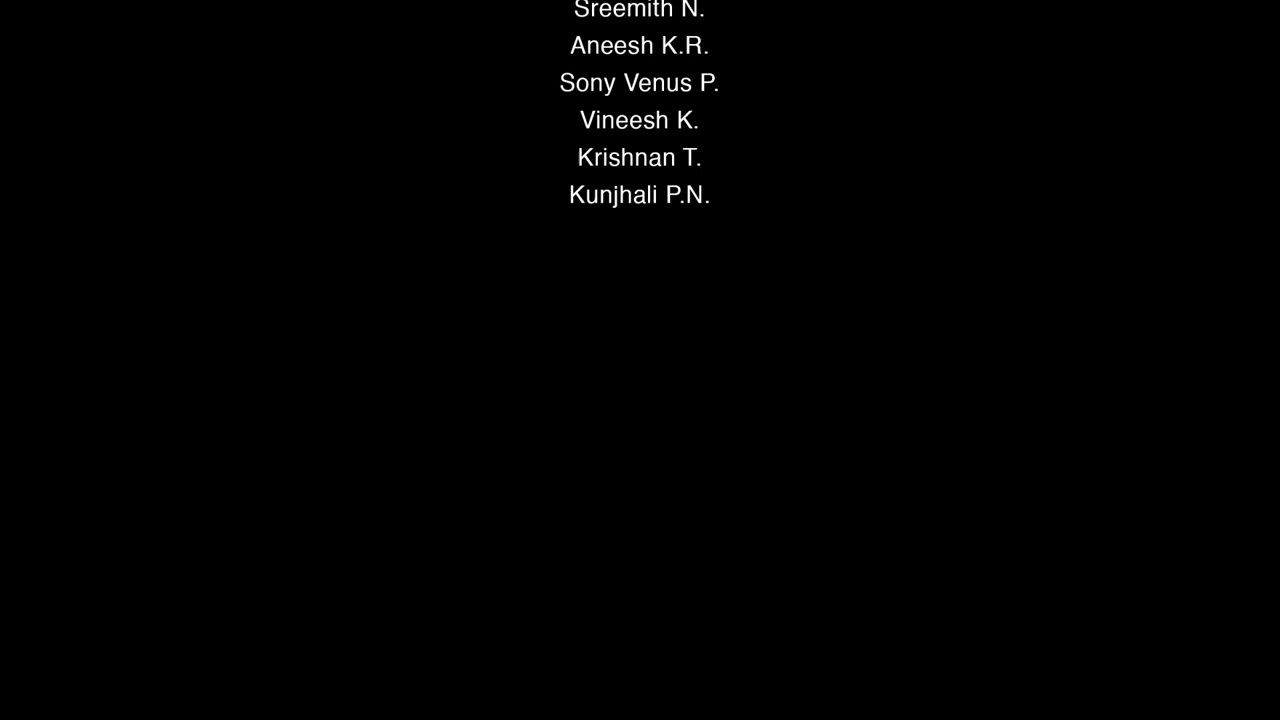 Sreemith N.
Aneesh K.R.
Sony Venus P.
Vineesh K.
Krishnan T.
Kunjhali P.N.